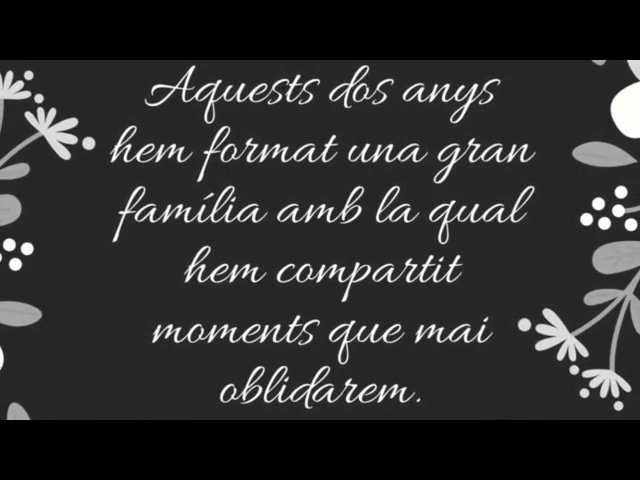 Aquests dos anys
hem format una gran
família amb la qual
hem compartit
moments que mai
oblidarem.